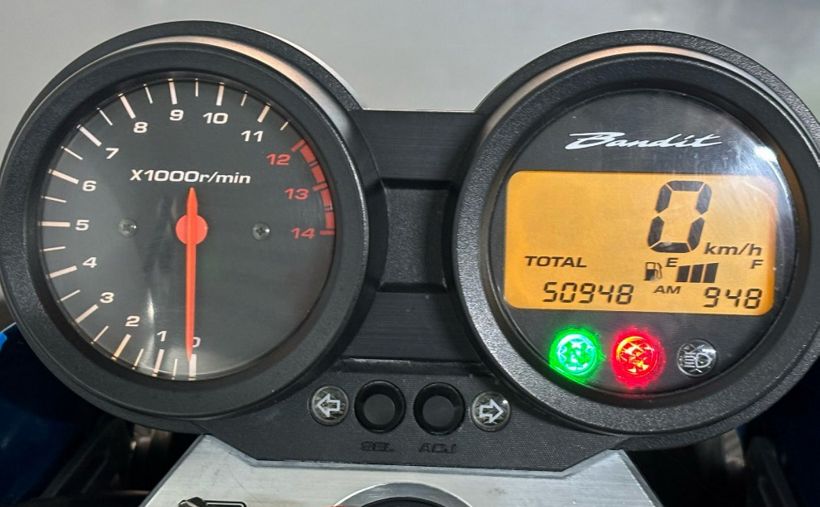 X1000r/min
0
1
2
3
4
5
6
7
8
9
10
11
12
13
14
Bandit
0 km/h
E F
TOTAL
50948 AM 948
N
SEL ADJ